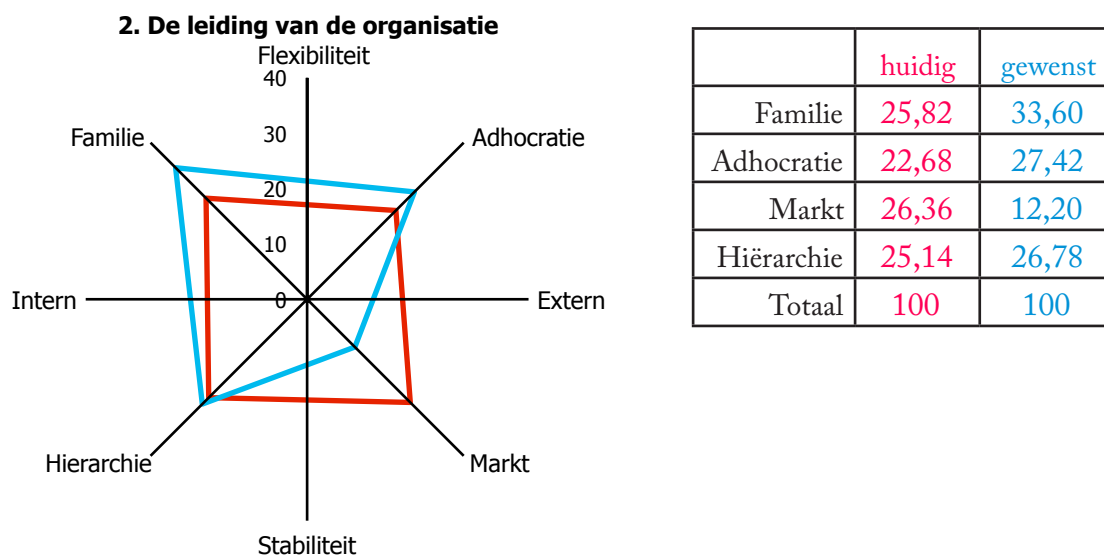 2. De leiding van de organisatie
Flexibiliteit
40
30
20
10
0
Familie
Adhocratie
Intern
Extern
Hierarchie
Markt
Stabiliteit
huidig gewenst
Familie 25,82 33,60
Adhocratie 22,68 27,42
Markt 26,36 12,20
Hiërarchie 25,14 26,78
Totaal 100 100